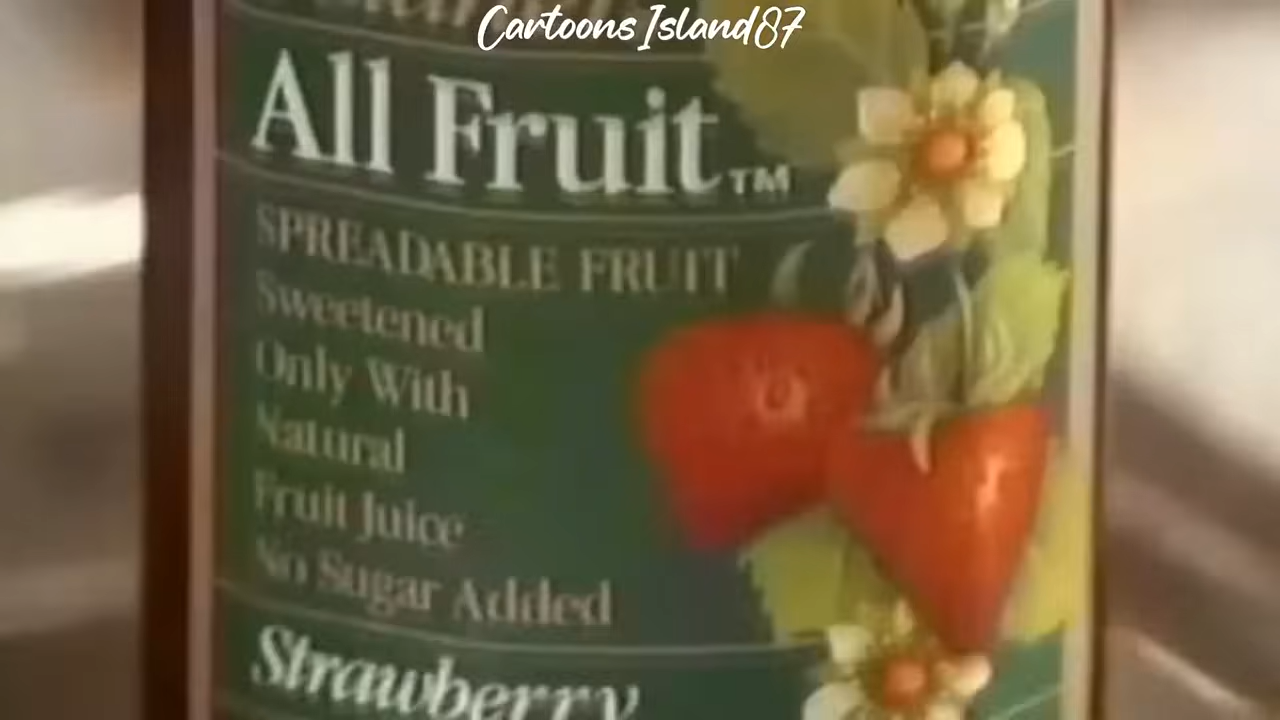 Cartoons Island87
All Fruit™
SPREADABLE FRUIT
Sweetened
Only With
Natural
Fruit Juice
No Sugar Added
Strawberry